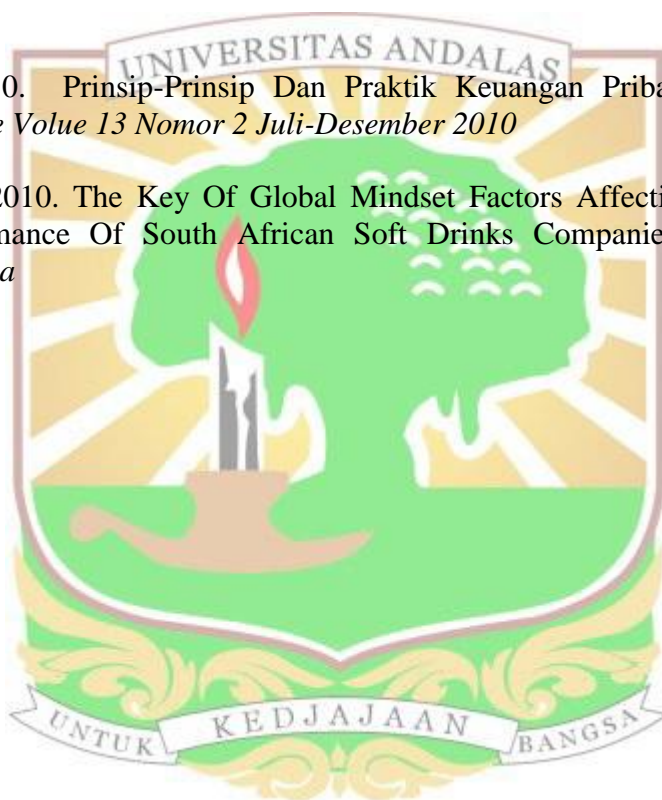 UNIVERSITAS ANDALAS
0. Prinsip-Prinsip Dan Praktik Keuangan Priba
e Volue 13 Nomor 2 Juli-Desember 2010
2010. The Key Of Global Mindset Factors Affecti
mance Of South African Soft Drinks Companie
a
UNTUK KEDJAJAAN BANGSA